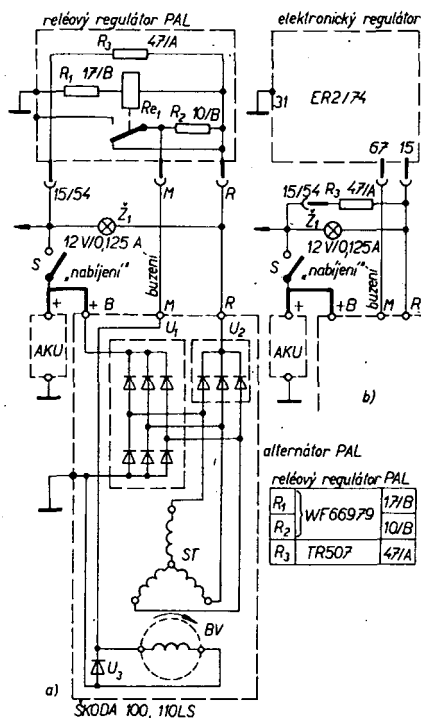 reléový regulátor PAL
R3 47/A
R1 17/B
Re1
R2 10/B
15/54
M
R
Ž1
12 V/0,125 A
S
"nabíjení"
buzení
+
+B
M
R
AKU
U1
U2
ST
BV
U3
a)
ŠKODA 100, 110LS
elektronický regulátor
31
ER2/74
67
15
15/54
R3
47/A
Ž1
12 V/0,125A
S
"nabíjení"
buzení
+
+B
M
R
AKU
b)
alternátor PAL
reléový regulátor PAL
R1 WF66979 17/B
R2 10/B
R3 TR507 47/A